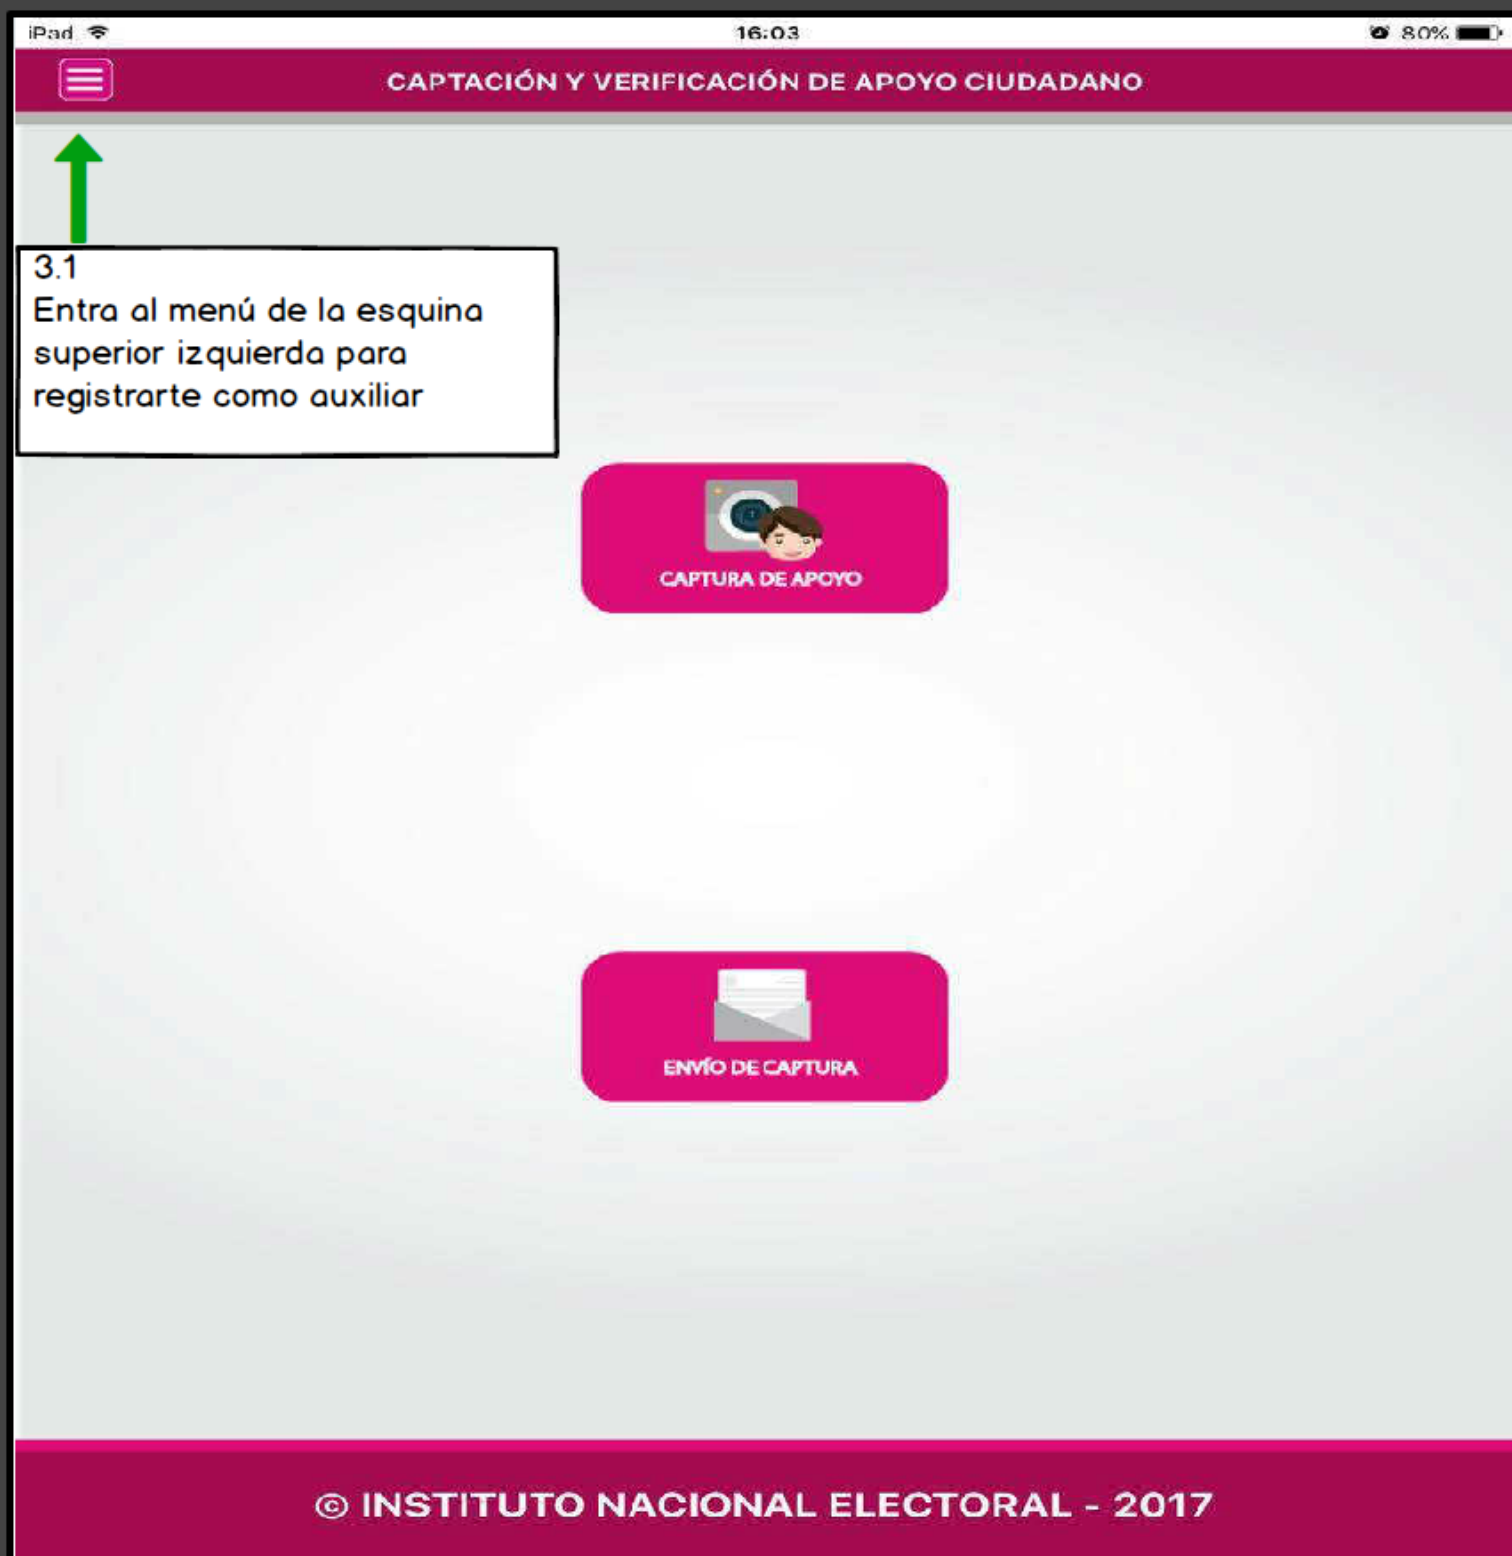 iPad
16:03
80%
CAPTACIÓN Y VERIFICACIÓN DE APOYO CIUDADANO
3.1
Entra al menú de la esquina
superior izquierda para
registrarte como auxiliar
CAPTURA DE APOYO
ENVÍO DE CAPTURA
© INSTITUTO NACIONAL ELECTORAL - 2017